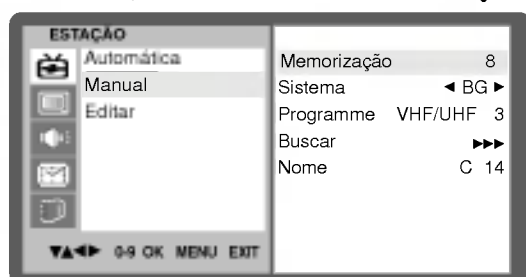 ESTAÇÃO
Automática
Manual
Editar
▼▲◀▶ 0-9 OK MENU EXIT
Memorização 8
Sistema ◀ BG ▶
Programme VHF/UHF 3
Buscar ▶▶▶
Nome C 14